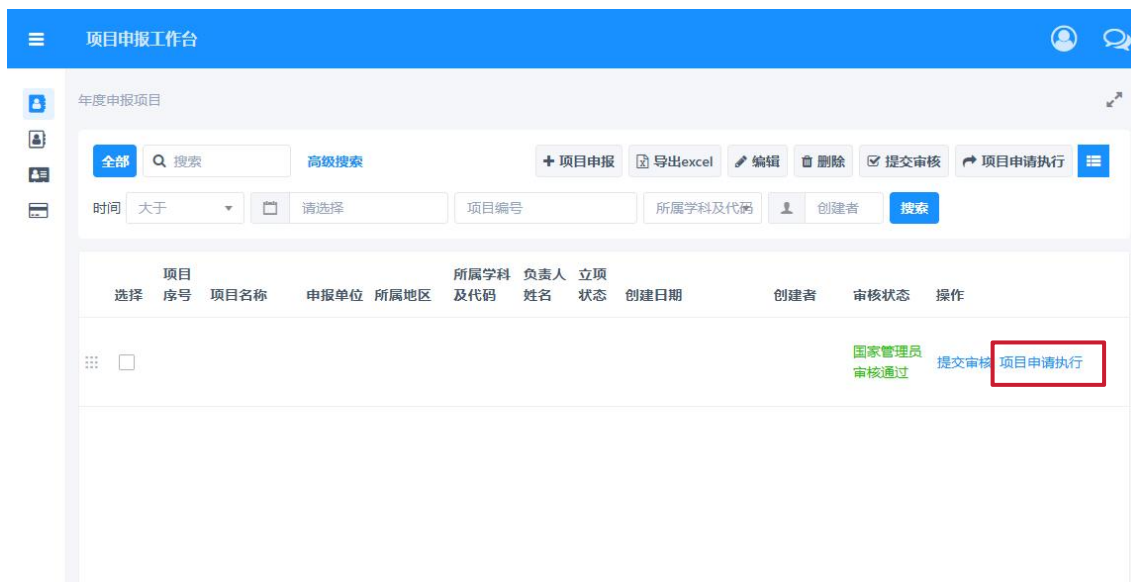 项目申报工作台
年度申报项目
全部 搜索 高级搜索 项目申报 导出excel 编辑 删除 提交审核 项目申请执行
时间 大于 请选择 项目编号 所属学科及代码 创建者 搜索
选择 项目序号 项目名称 申报单位 所属地区 所属学科及代码 负责人姓名 立项状态 创建日期 创建者 审核状态 操作
国家管理员
审核通过
提交审核 项目申请执行